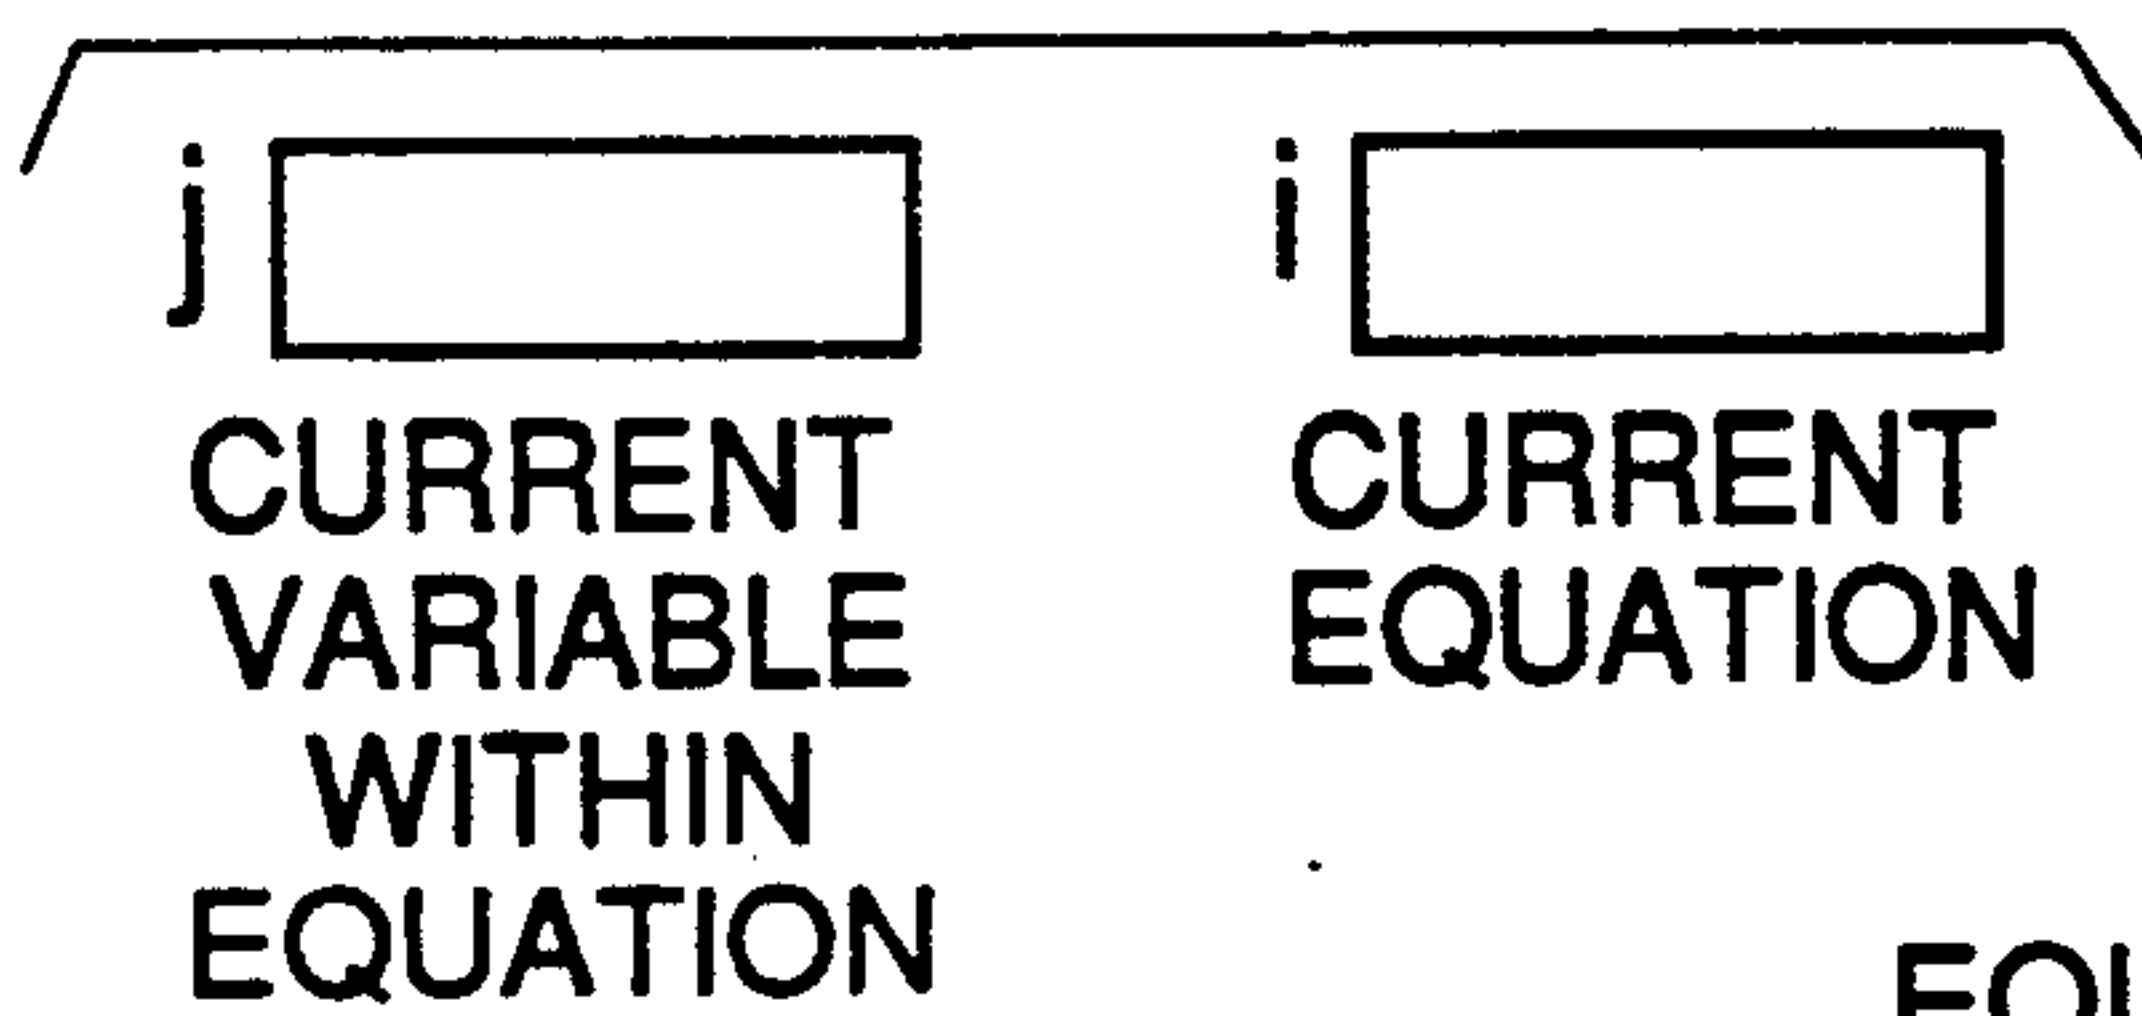 j
CURRENT
VARIABLE
WITHIN
EQUATION
i
CURRENT
EQUATION